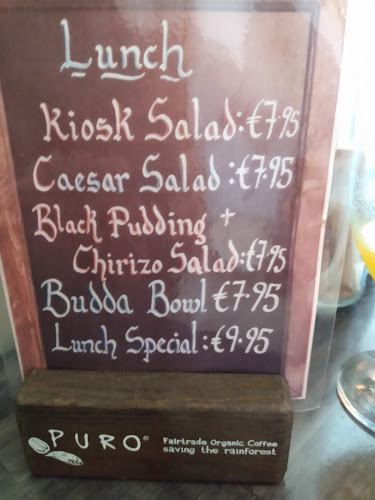 Lunch
Kiosk Salad: €7.95
Caesar Salad: €7.95
Black Pudding +
Chirizo Salad: €7.95
Budda Bowl €7.95
Lunch Special: €9.95
PURO®
Fairtrade Organic Coffee
saving the rainforest